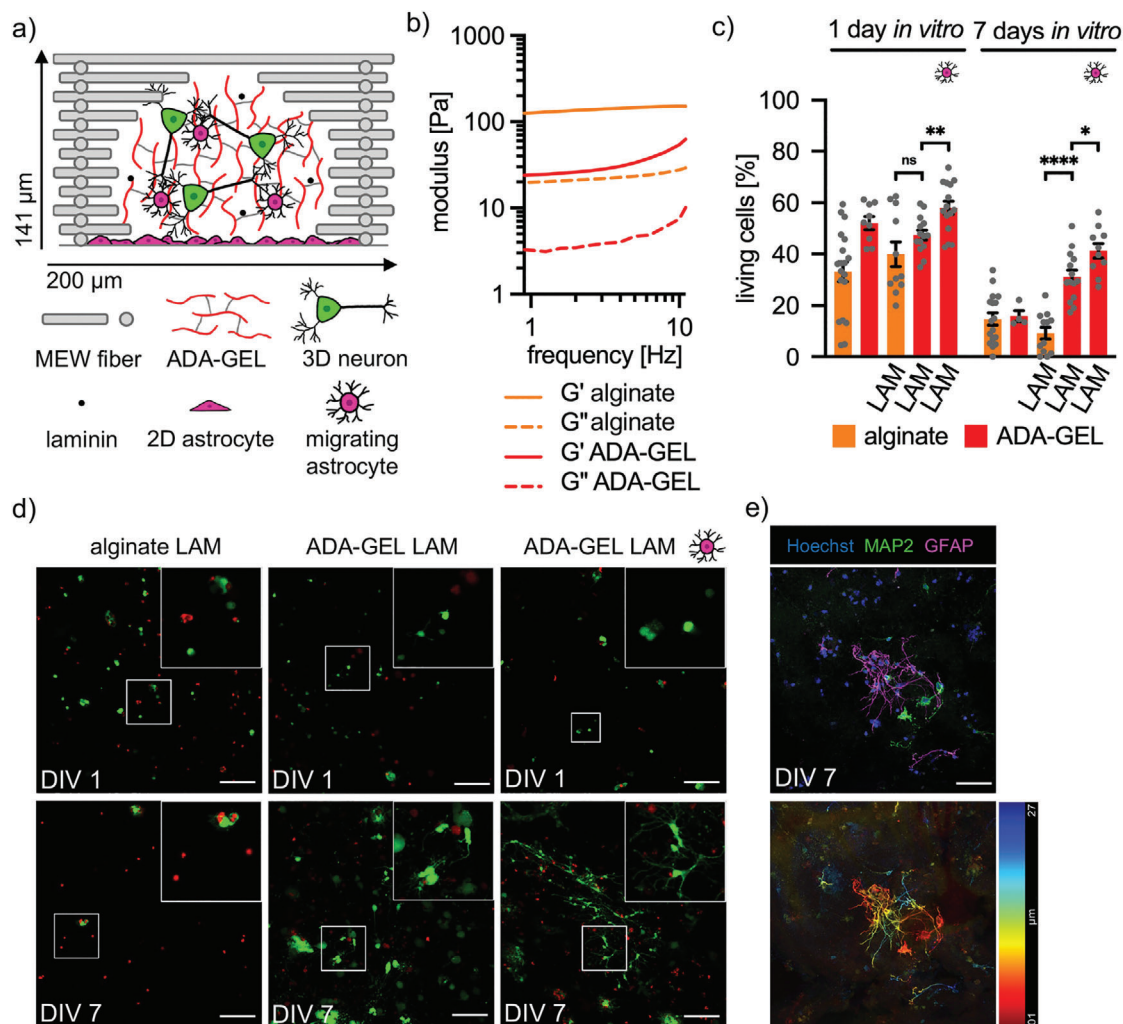 a)
141 µm
200 µm
MEW fiber
ADA-GEL
3D neuron
laminin
2D astrocyte
migrating
astrocyte
b)
modulus [Pa]
1000
100
10
1
1
10
frequency [Hz]
G' alginate
G" alginate
G' ADA-GEL
G" ADA-GEL
c)
1 day in vitro
7 days in vitro
living cells [%]
100
80
60
40
20
0
ns
**
****
*
LAM
LAM
LAM
LAM
LAM
LAM
alginate
ADA-GEL
d)
alginate LAM
ADA-GEL LAM
ADA-GEL LAM
DIV 1
DIV 1
DIV 1
DIV 7
DIV 7
DIV 7
e)
Hoechst MAP2 GFAP
DIV 7
27
µm
01